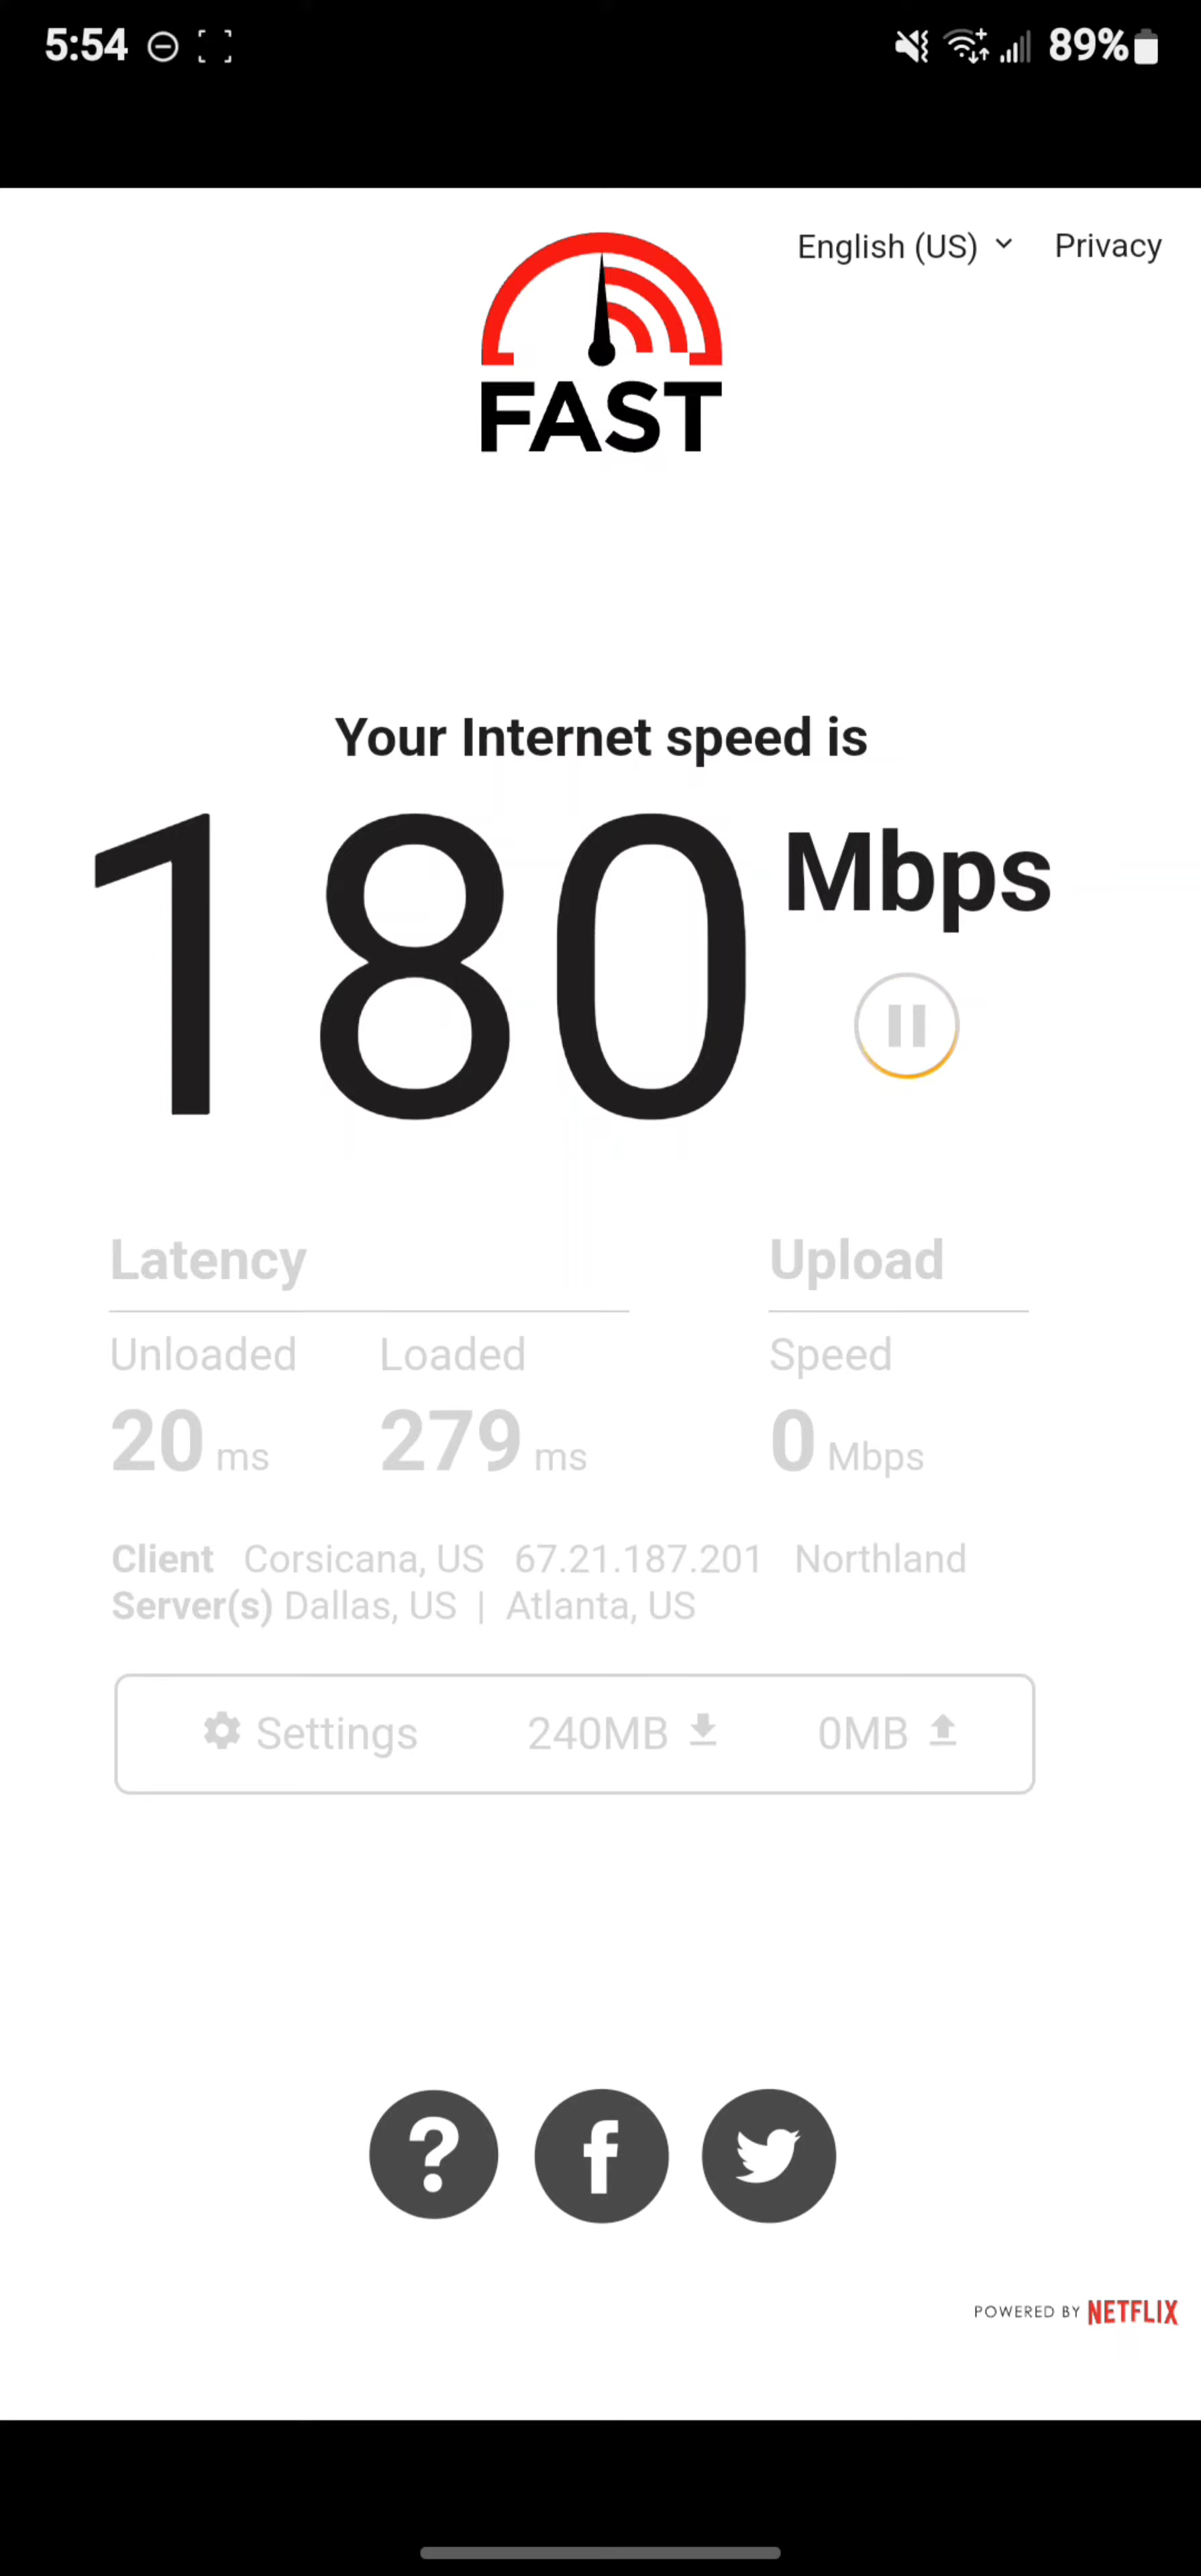 5:54 89%
English (US) Privacy
FAST
Your Internet speed is
180 Mbps
Latency Upload
Unloaded Loaded Speed
20 ms 279 ms 0 Mbps
Client Corsicana, US 67.21.187.201 Northland
Server(s) Dallas, US | Atlanta, US
Settings 240MB 0MB
POWERED BY NETFLIX